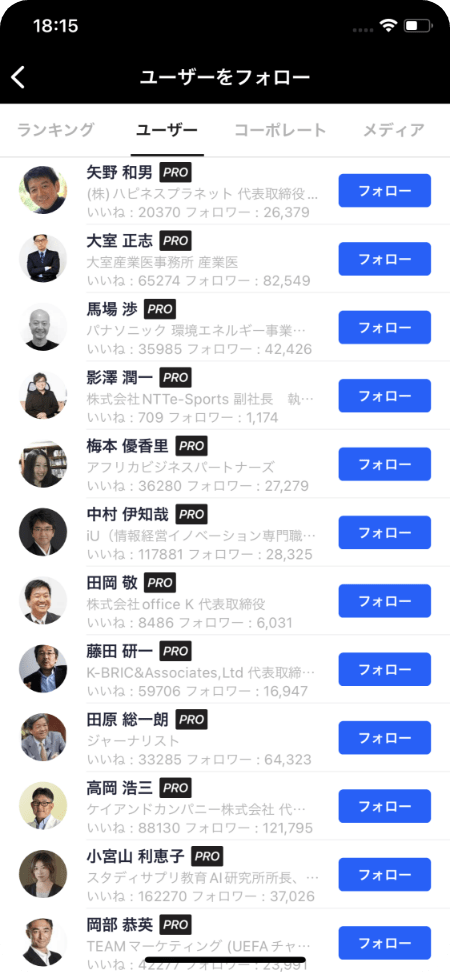 18:15
ユーザーをフォロー
ランキング ユーザー コーポレート メディア
矢野 和男 PRO
(株)ハピネスプラネット 代表取締役…
いいね : 20370 フォロワー : 26,379
フォロー
大室 正志 PRO
大室産業医事務所 産業医
いいね : 65274 フォロワー : 82,549
フォロー
馬場 渉 PRO
パナソニック 環境エネルギー事業…
いいね : 35985 フォロワー : 42,426
フォロー
影澤 潤一 PRO
株式会社NTTe-Sports 副社長　執…
いいね : 709 フォロワー : 1,174
フォロー
梅本 優香里 PRO
アフリカビジネスパートナーズ
いいね : 36280 フォロワー : 27,279
フォロー
中村 伊知哉 PRO
iU（情報経営イノベーション専門職…
いいね : 117881 フォロワー : 28,325
フォロー
田岡 敬 PRO
株式会社office K 代表取締役
いいね : 8486 フォロワー : 6,031
フォロー
藤田 研一 PRO
K-BRIC&Associates,Ltd 代表取締…
いいね : 59706 フォロワー : 16,947
フォロー
田原 総一朗 PRO
ジャーナリスト
いいね : 33285 フォロワー : 64,323
フォロー
高岡 浩三 PRO
ケイアンドカンパニー株式会社 代…
いいね : 88130 フォロワー : 121,795
フォロー
小宮山 利恵子 PRO
スタディサプリ教育AI研究所所長、…
いいね : 162270 フォロワー : 37,026
フォロー
岡部 恭英 PRO
TEAMマーケティング (UEFAチャ…
いいね : 42277 フォロワー : 23,991
フォロー